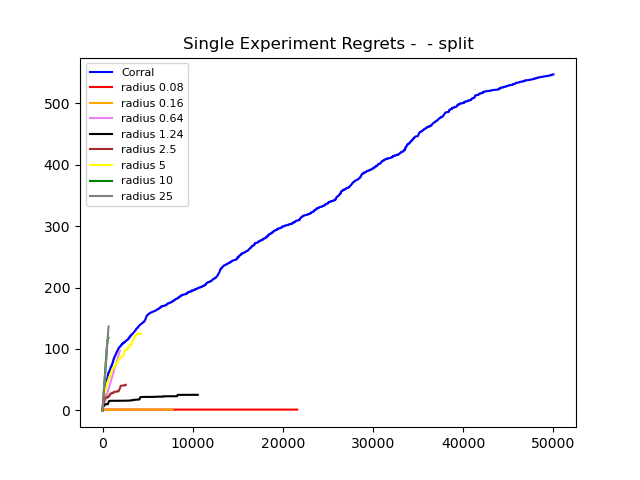 Single Experiment Regrets -  - split
Corral
radius 0.08
radius 0.16
radius 0.64
radius 1.24
radius 2.5
radius 5
radius 10
radius 25
500
400
300
200
100
0
0 10000 20000 30000 40000 50000